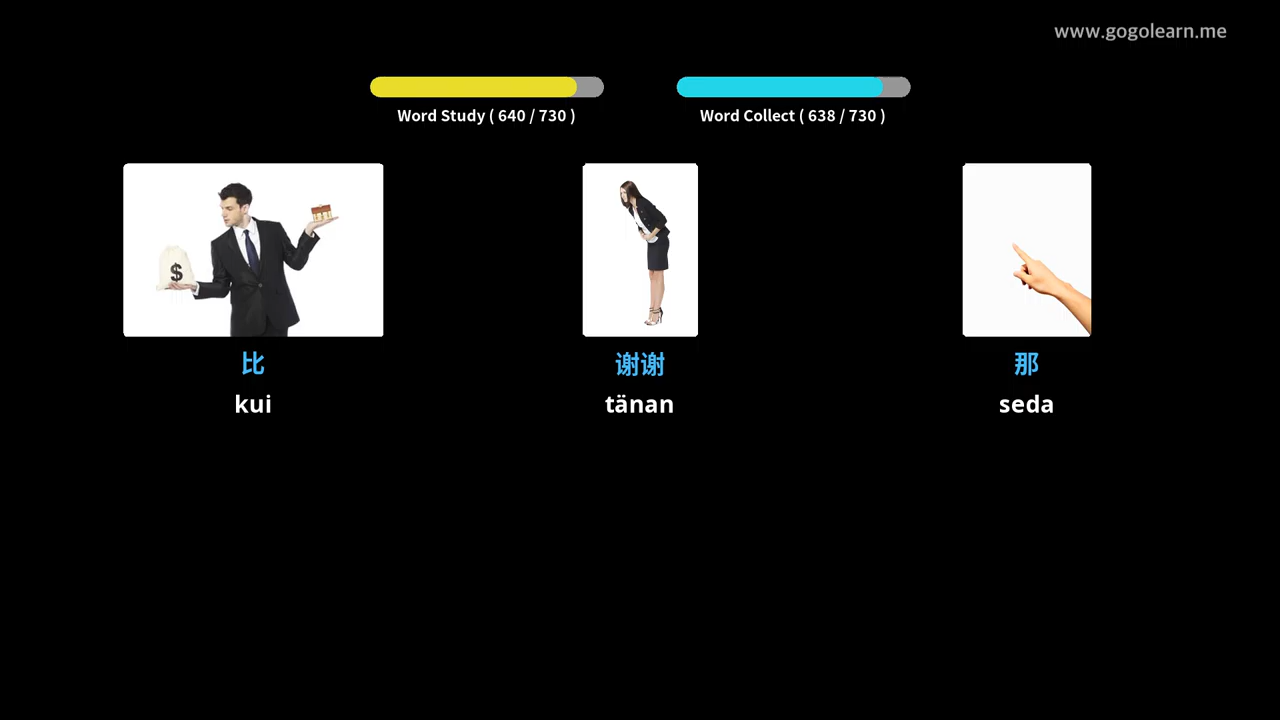 www.gogolearn.me
Word Study ( 640 / 730 )
Word Collect ( 638 / 730 )
$
比
谢谢
那
kui
tänan
seda